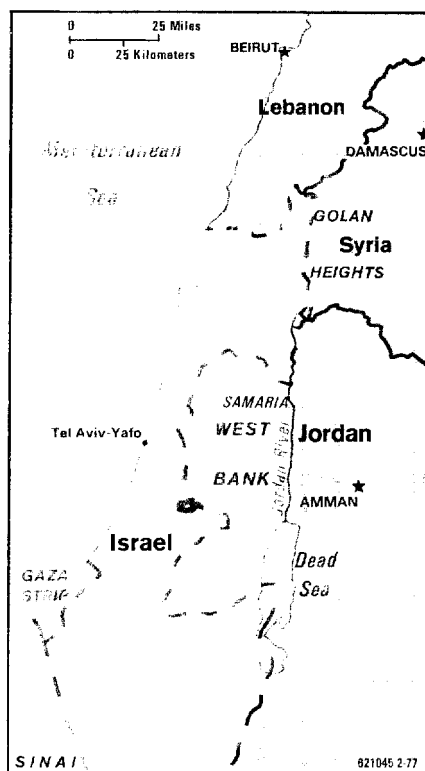 0 25 Miles
0 25 Kilometers
BEIRUT
Lebanon
DAMASCUS
Mediterranean
Sea
GOLAN
Syria
HEIGHTS
SAMARIA
WEST
Jordan
Tel Aviv-Yafo
Jordan River
BANK
AMMAN
Israel
Dead
Sea
GAZA
STRIP
SINAI
621045 2-77